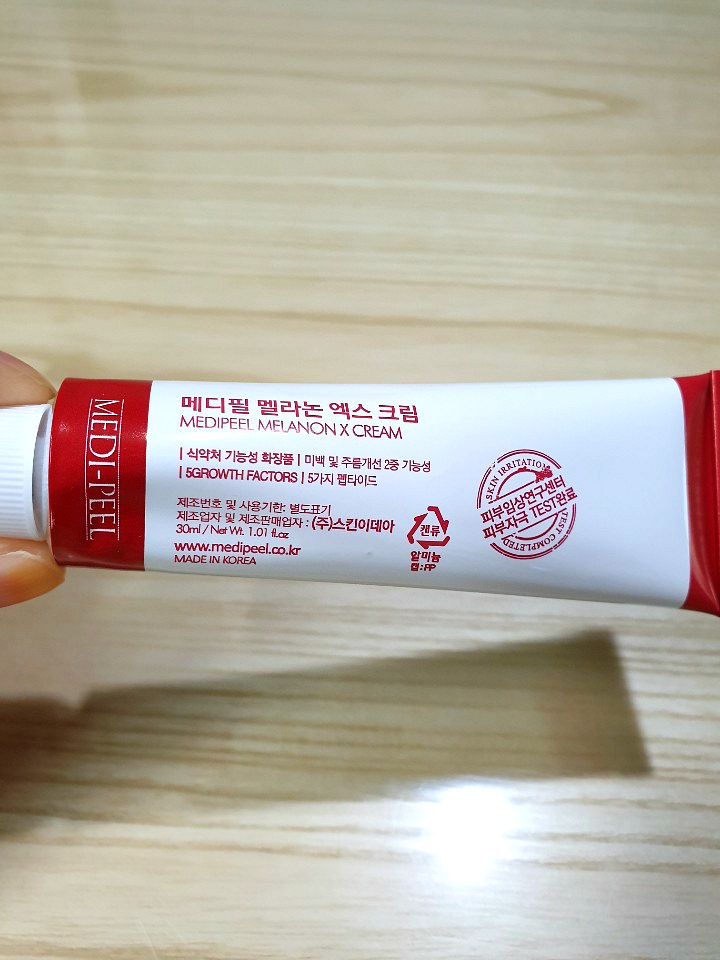 MEDI-PEEL
메디필 멜라논 엑스 크림
MEDIPEEL MELANON X CREAM
| 식약처 기능성 화장품 | 미백 및 주름개선 2중 기능성
| 5GROWTH FACTORS | 5가지 펩타이드
제조번호 및 사용기한: 별도표기
제조업자 및 제조판매업자 : (주)스킨이데아
30ml / Net Wt. 1.01 fl.oz
www.medipeel.co.kr
MADE IN KOREA
캔류
알미늄
캡:PP
SKIN IRRITATION
피부임상연구센터
피부자극 TEST완료
TEST COMPLETED